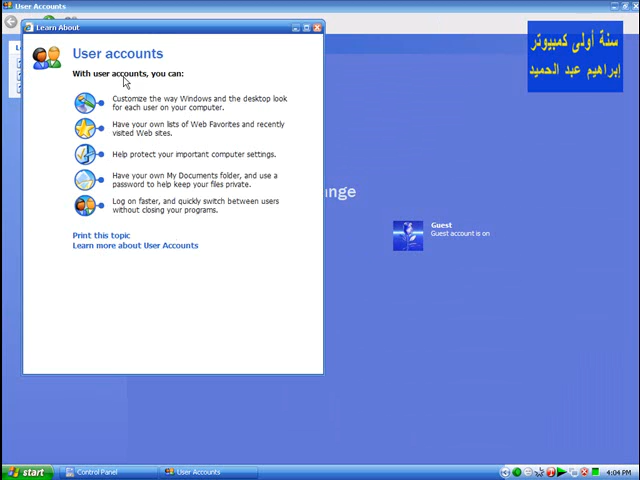 User Accounts
Learn About
سنة أولى كمبيوتر
إبراهيم عبد الحميد
User accounts
With user accounts, you can:
Customize the way Windows and the desktop look
for each user on your computer.
Have your own lists of Web Favorites and recently
visited Web sites.
Help protect your important computer settings.
Have your own My Documents folder, and use a
password to help keep your files private.
Log on faster, and quickly switch between users
without closing your programs.
Print this topic
Learn more about User Accounts
Guest
Guest account is on
start
Control Panel
User Accounts
4:04 PM